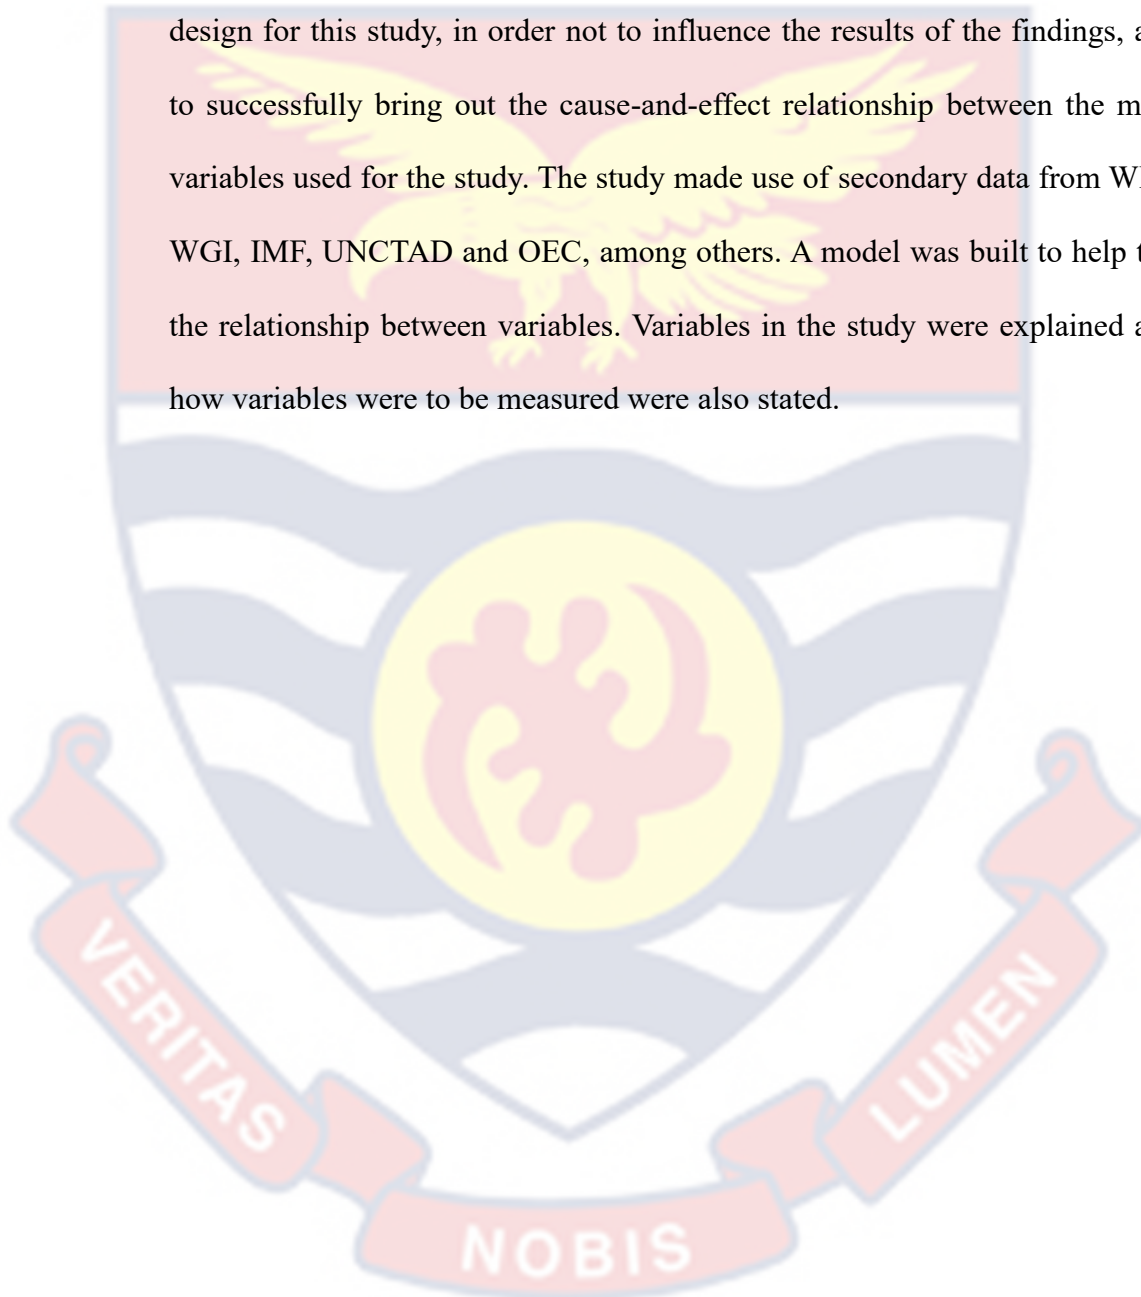 design for this study, in order not to influence the results of the findings, a
to successfully bring out the cause-and-effect relationship between the m
variables used for the study. The study made use of secondary data from W
WGI, IMF, UNCTAD and OEC, among others. A model was built to help t
the relationship between variables. Variables in the study were explained a
how variables were to be measured were also stated.
VERITAS
NOBIS
LUMEN